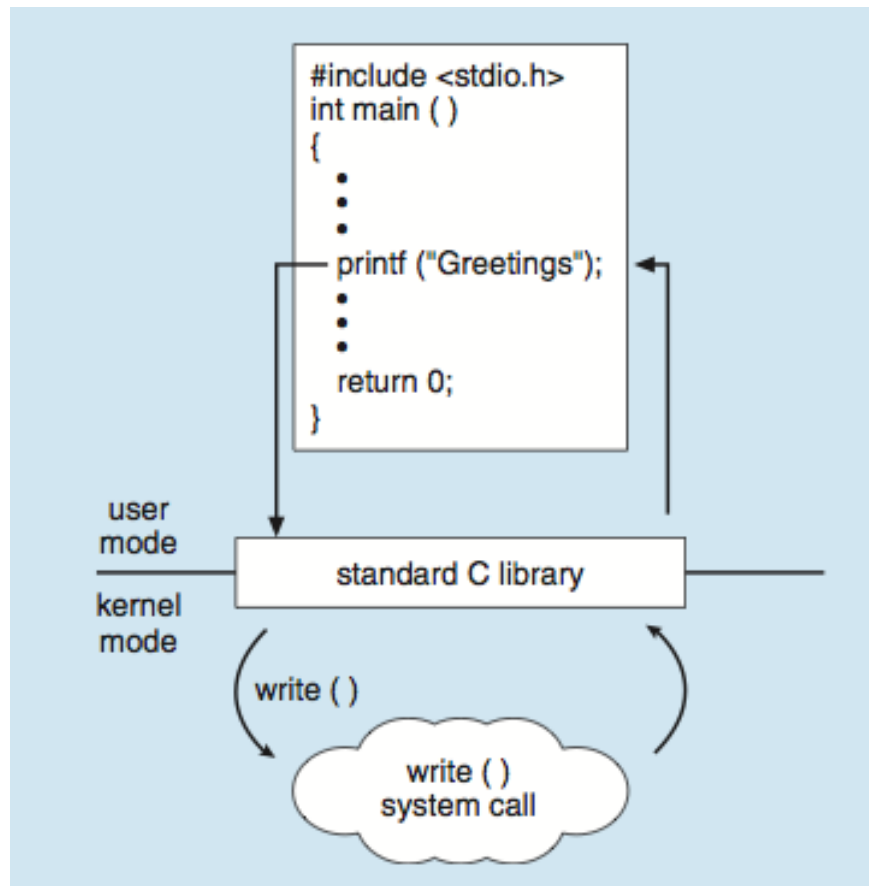 #include <stdio.h>
int main ( )
{
•
•
•
printf ("Greetings");
•
•
•
return 0;
}
user
mode
standard C library
kernel
mode
write ( )
write ( )
system call